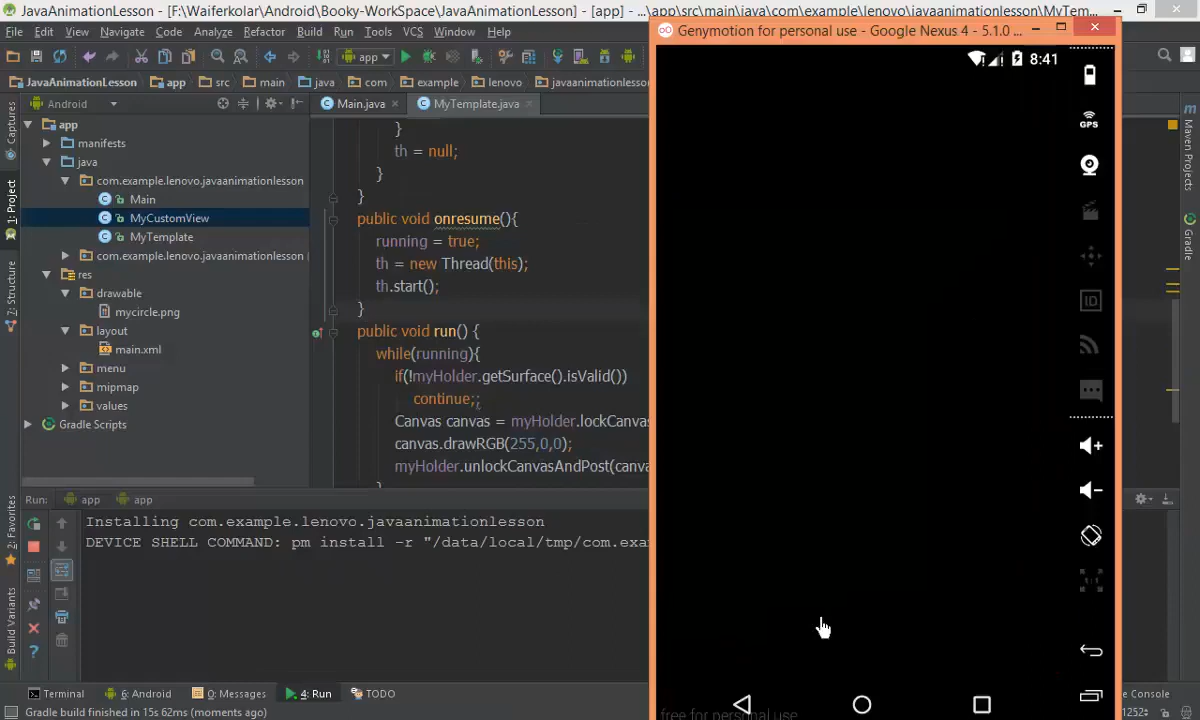 JavaAnimationLesson - [F:\Waiferkolar\Android\Booky-WorkSpace\JavaAnimationLesson] - [app] - ...\app\src\main\java\com\example\lenovo\javaanimationlesson\MyTem...
File Edit View Navigate Code Analyze Refactor Build Run Tools VCS Window Help
Genymotion for personal use - Google Nexus 4 - 5.1.0 ...
8:41
app
JavaAnimationLesson app src main java com example lenovo javaanimationlesson
Android
Main.java MyTemplate.java
app
manifests
java
com.example.lenovo.javaanimationlesson
Main
MyCustomView
MyTemplate
com.example.lenovo.javaanimationlesson
res
drawable
mycircle.png
layout
main.xml
menu
mipmap
values
Gradle Scripts
}
th = null;
}
}
public void onresume(){
running = true;
th = new Thread(this);
th.start();
}
public void run() {
while(running){
if(!myHolder.getSurface().isValid())
continue;;
Canvas canvas = myHolder.lockCanvas
canvas.drawRGB(255,0,0);
myHolder.unlockCanvasAndPost(canva
}
Captures
1: Project
7: Structure
2: Favorites
Build Variants
Maven Projects
Gradle
GPS
ID
1:1
Run: app app
Installing com.example.lenovo.javaanimationlesson
DEVICE SHELL COMMAND: pm install -r "/data/local/tmp/com.exa
free for personal use
Terminal 6: Android 0: Messages 4: Run TODO
e Console
Gradle build finished in 15s 62ms (moments ago)
1252÷